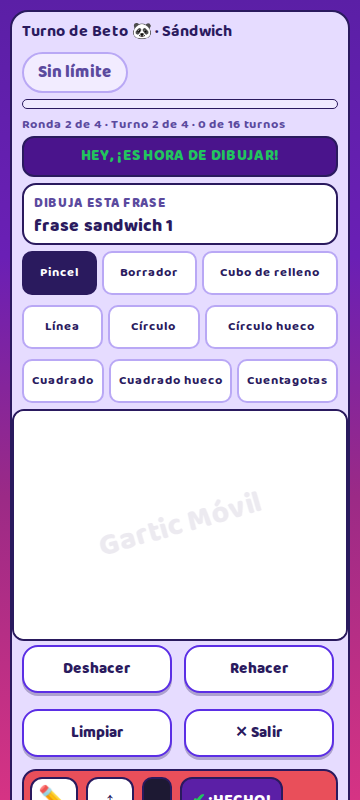 Turno de Beto 🐼 · Sándwich
Sin límite
Ronda 2 de 4 · Turno 2 de 4 · 0 de 16 turnos
HEY, ¡ES HORA DE DIBUJAR!
DIBUJA ESTA FRASE
frase sandwich 1
Pincel
Borrador
Cubo de relleno
Línea
Círculo
Círculo hueco
Cuadrado
Cuadrado hueco
Cuentagotas
Gartic Móvil
Deshacer
Rehacer
Limpiar
✕ Salir
✔ ¡HECHO!